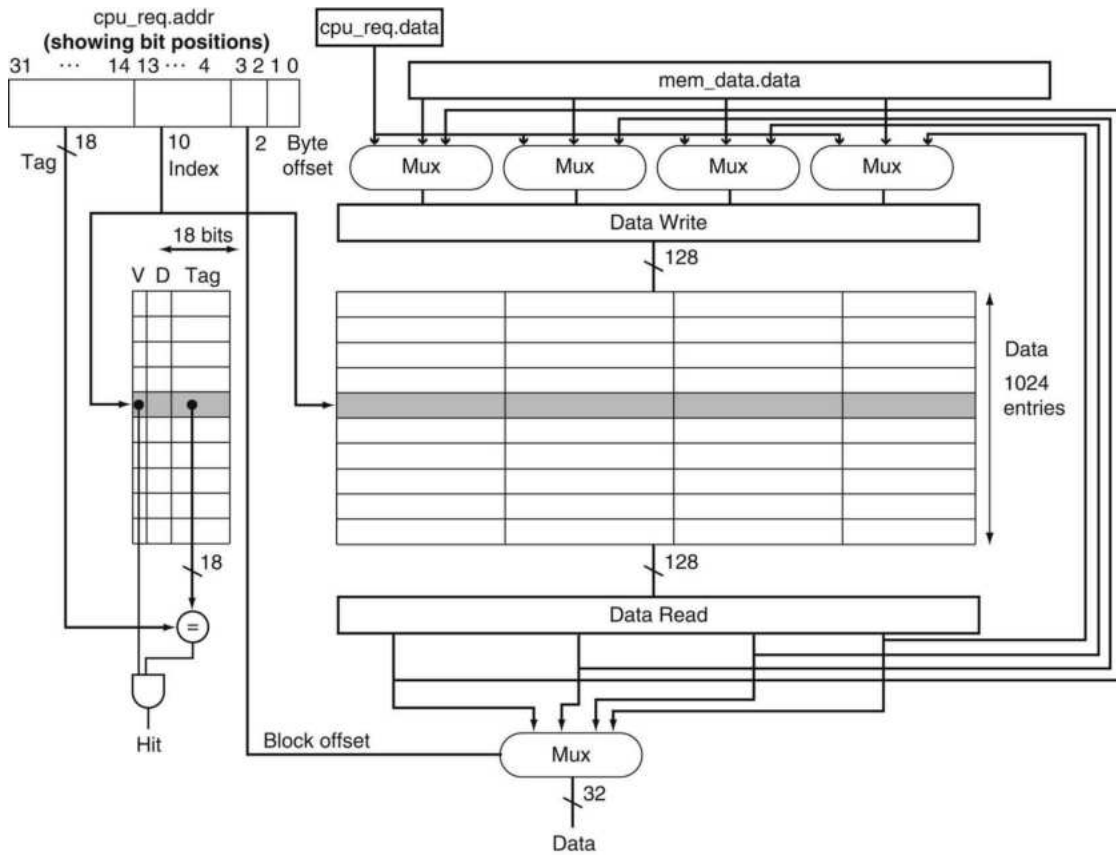 cpu_req.addr
(showing bit positions)
31 ··· 14 13 ··· 4 3 2 1 0
18
10
2
Byte
offset
Tag
Index
cpu_req.data
mem_data.data
Mux Mux Mux Mux
Data Write
128
18 bits
V D Tag
Data
1024
entries
18
128
=
Data Read
Hit
Block offset
Mux
32
Data